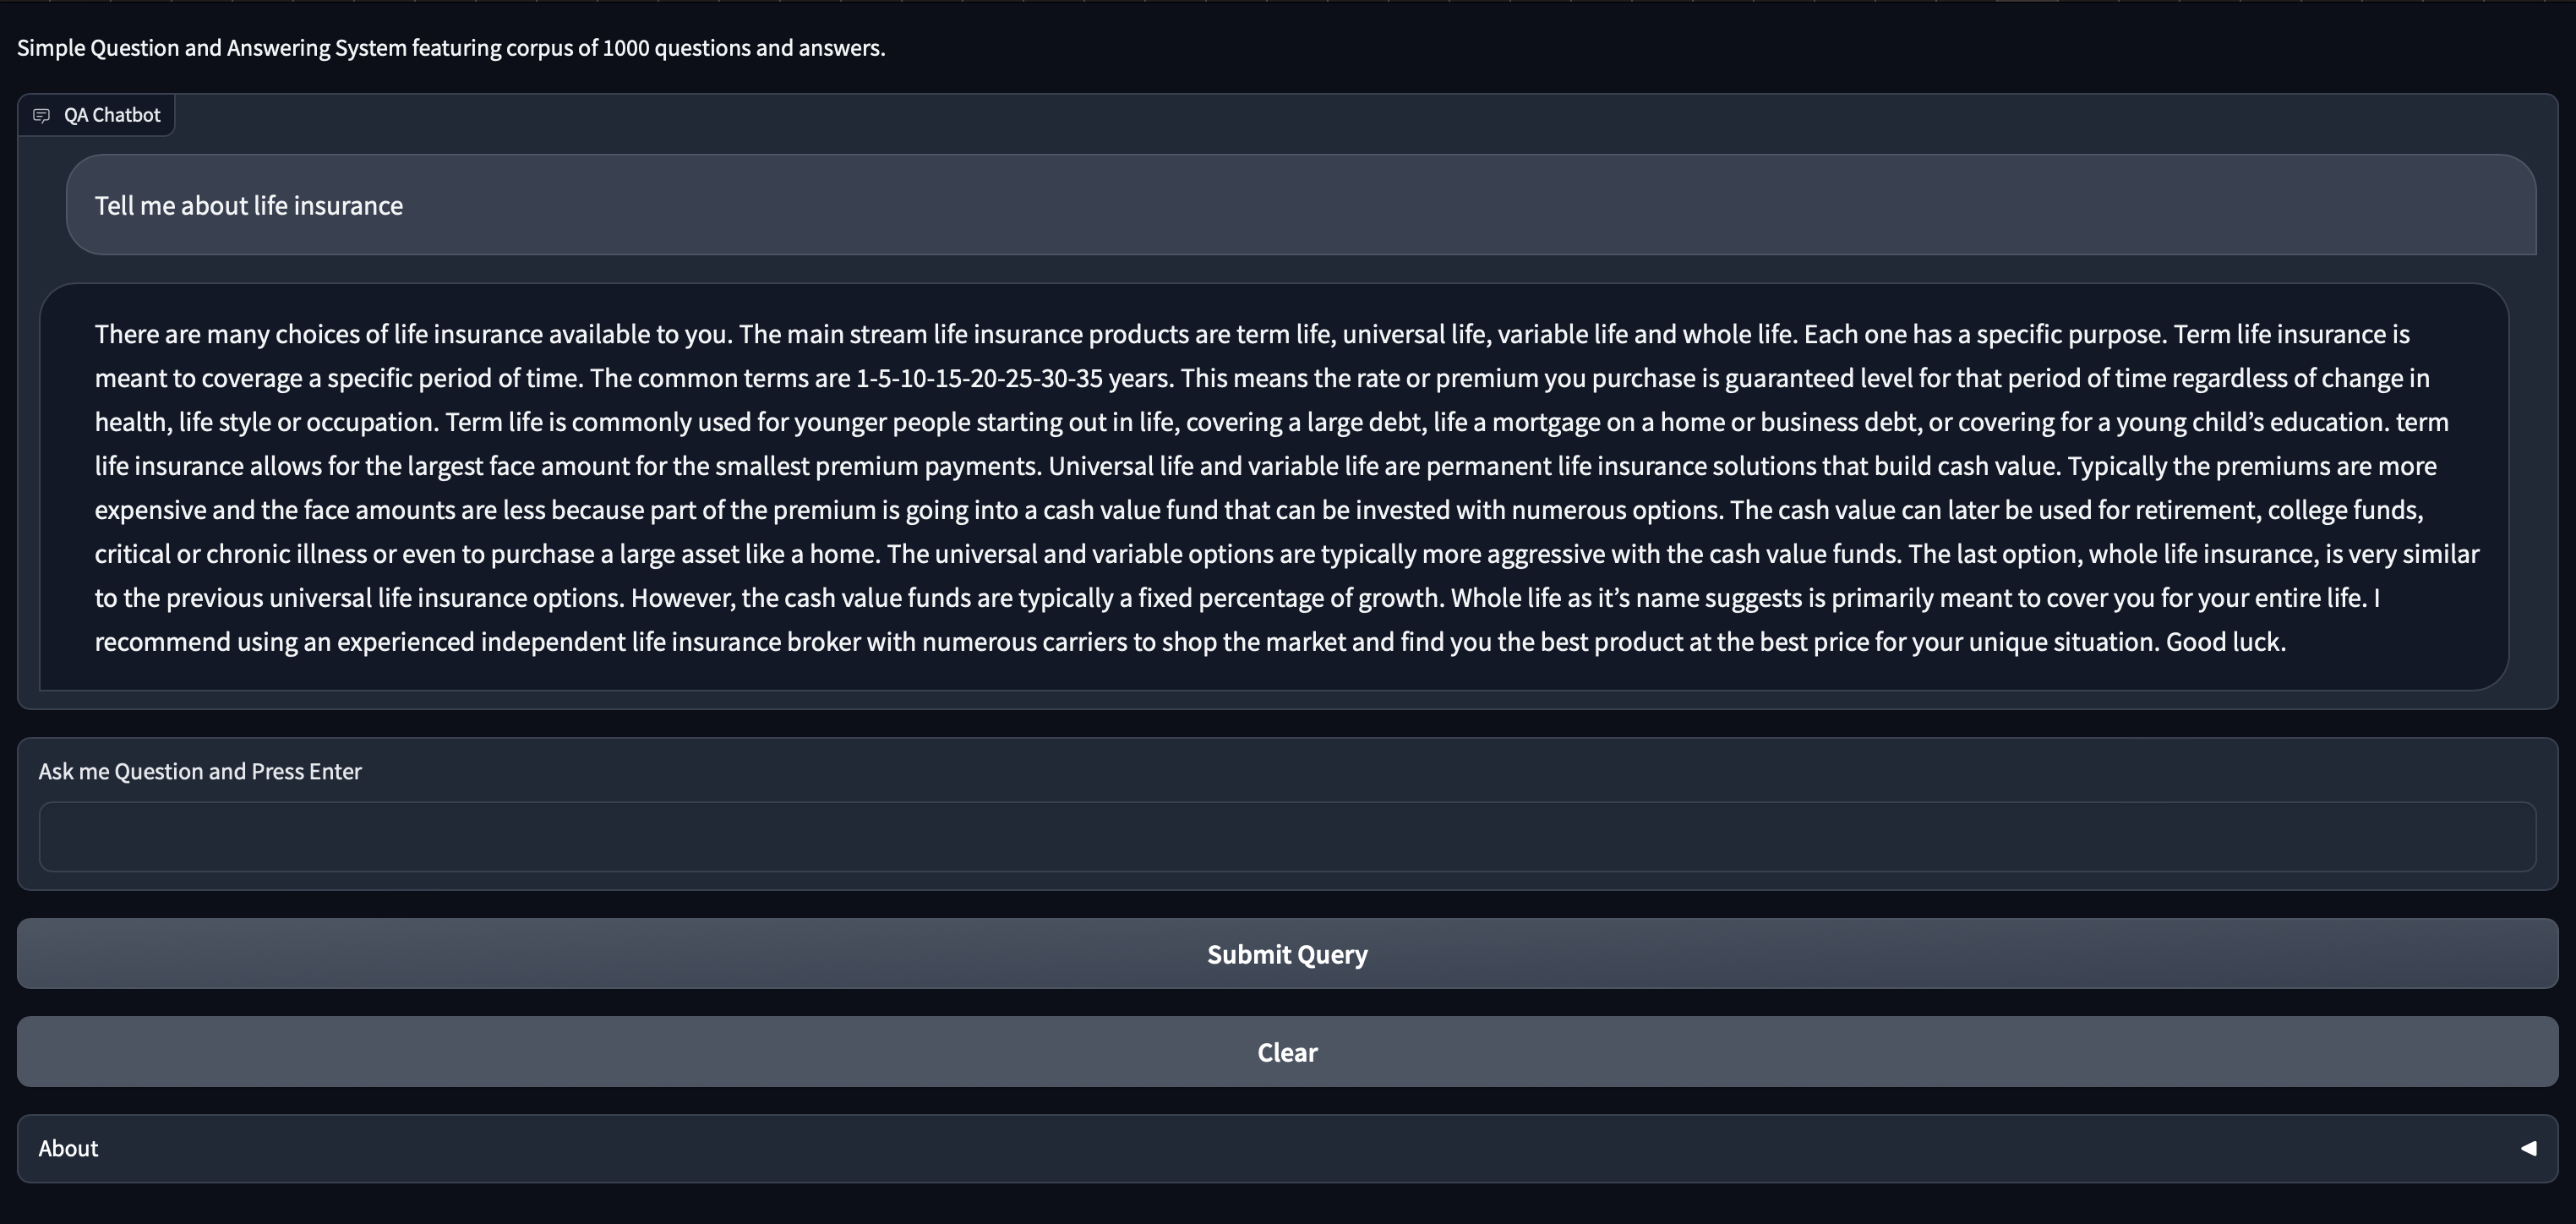 Simple Question and Answering System featuring corpus of 1000 questions and answers.
QA Chatbot
Tell me about life insurance
There are many choices of life insurance available to you. The main stream life insurance products are term life, universal life, variable life and whole life. Each one has a specific purpose. Term life insurance is
meant to coverage a specific period of time. The common terms are 1-5-10-15-20-25-30-35 years. This means the rate or premium you purchase is guaranteed level for that period of time regardless of change in
health, life style or occupation. Term life is commonly used for younger people starting out in life, covering a large debt, life a mortgage on a home or business debt, or covering for a young child’s education. term
life insurance allows for the largest face amount for the smallest premium payments. Universal life and variable life are permanent life insurance solutions that build cash value. Typically the premiums are more
expensive and the face amounts are less because part of the premium is going into a cash value fund that can be invested with numerous options. The cash value can later be used for retirement, college funds,
critical or chronic illness or even to purchase a large asset like a home. The universal and variable options are typically more aggressive with the cash value funds. The last option, whole life insurance, is very similar
to the previous universal life insurance options. However, the cash value funds are typically a fixed percentage of growth. Whole life as it’s name suggests is primarily meant to cover you for your entire life. I
recommend using an experienced independent life insurance broker with numerous carriers to shop the market and find you the best product at the best price for your unique situation. Good luck.
Ask me Question and Press Enter
Submit Query
Clear
About